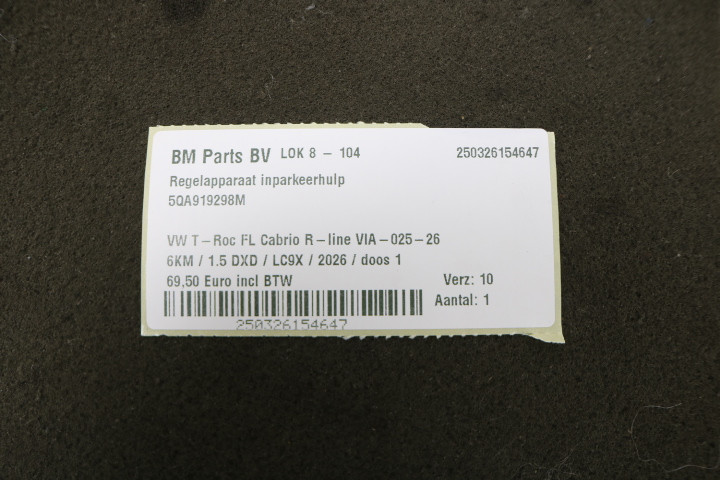 BM Parts BV LOK 8 - 104 250326154647
Regelapparaat inparkeerhulp
5QA919298M
VW T-Roc FL Cabrio R-line VIA-025-26
6KM / 1.5 DXD / LC9X / 2026 / doos 1
69,50 Euro incl BTW Verz: 10
Aantal: 1
250326154647